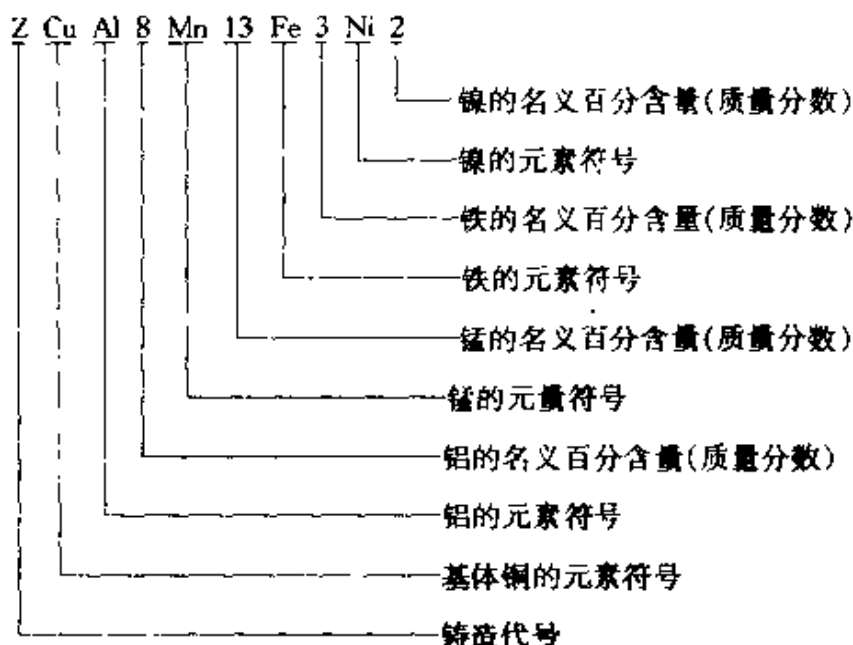 Z Cu Al 8 Mn 13 Fe 3 Ni 2
镍的名义百分含量(质量分数)
镍的元素符号
铁的名义百分含量(质量分数)
铁的元素符号
锰的名义百分含量(质量分数)
锰的元量符号
铝的名义百分含量(质量分数)
铝的元素符号
基体铜的元素符号
铸造代号